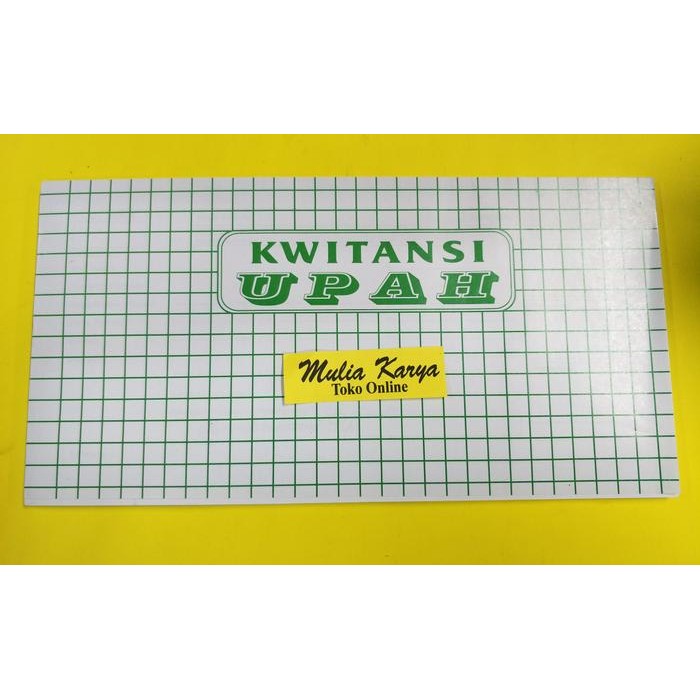 KWITANSI
UPAH
Mulia Karya
Toko Online